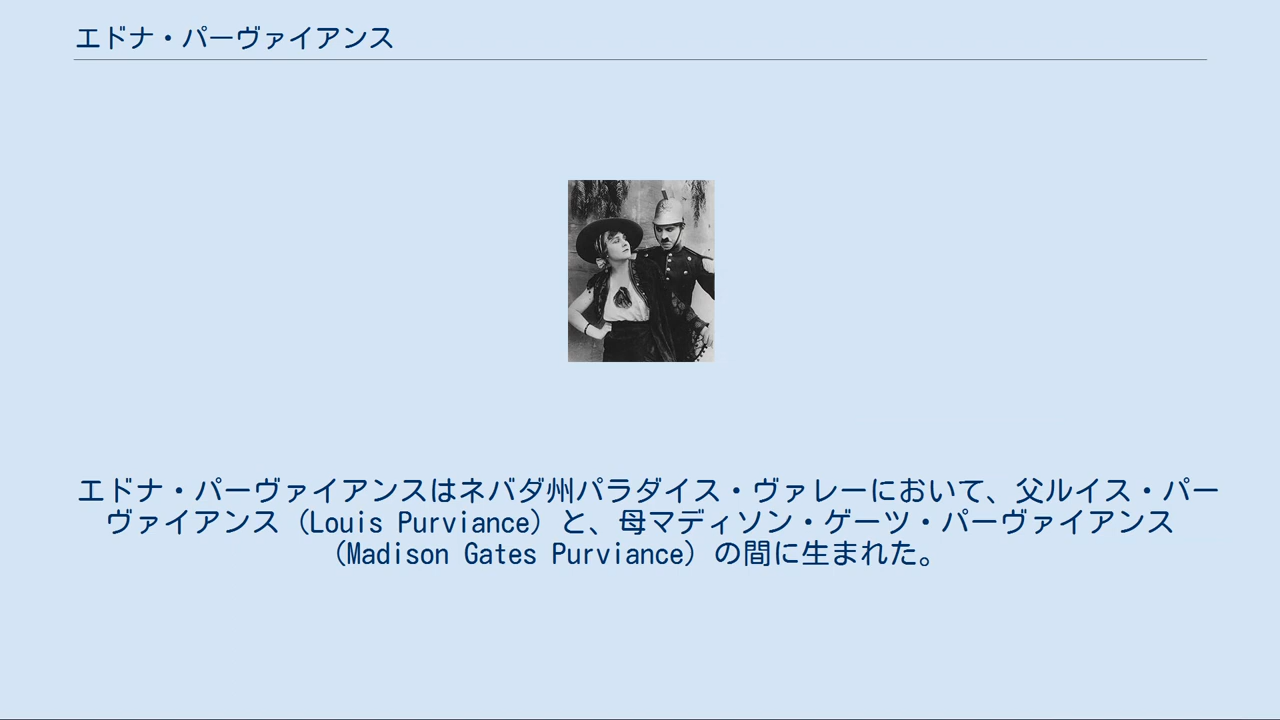 エドナ・パーヴァイアンス
エドナ・パーヴァイアンスはネバダ州パラダイス・ヴァレーにおいて、父ルイス・パー
ヴァイアンス（Louis Purviance）と、母マディソン・ゲーツ・パーヴァイアンス
（Madison Gates Purviance）の間に生まれた。